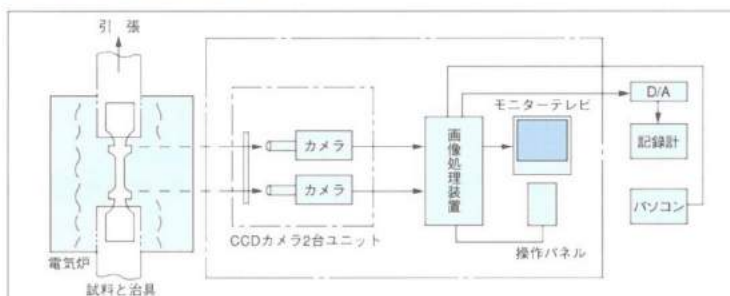 引張
電気炉
試料と治具
カメラ
カメラ
CCDカメラ2台ユニット
画像処理装置
モニターテレビ
操作パネル
D/A
記録計
パソコン